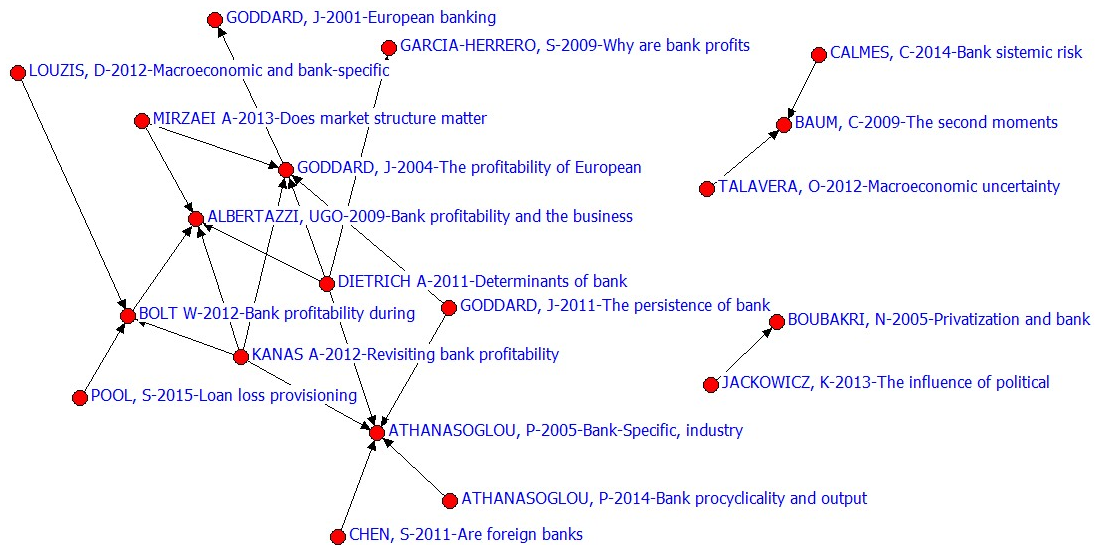 GODDARD, J-2001-European banking
GARCIA-HERRERO, S-2009-Why are bank profits
CALMES, C-2014-Bank sistemic risk
LOUZIS, D-2012-Macroeconomic and bank-specific
MIRZAEI A-2013-Does market structure matter
BAUM, C-2009-The second moments
GODDARD, J-2004-The profitability of European
TALAVERA, O-2012-Macroeconomic uncertainty
ALBERTAZZI, UGO-2009-Bank profitability and the business
DIETRICH A-2011-Determinants of bank
GODDARD, J-2011-The persistence of bank
BOLT W-2012-Bank profitability during
BOUBAKRI, N-2005-Privatization and bank
KANAS A-2012-Revisiting bank profitability
JACKOWICZ, K-2013-The influence of political
POOL, S-2015-Loan loss provisioning
ATHANASOGLOU, P-2005-Bank-Specific, industry
ATHANASOGLOU, P-2014-Bank procyclicality and output
CHEN, S-2011-Are foreign banks